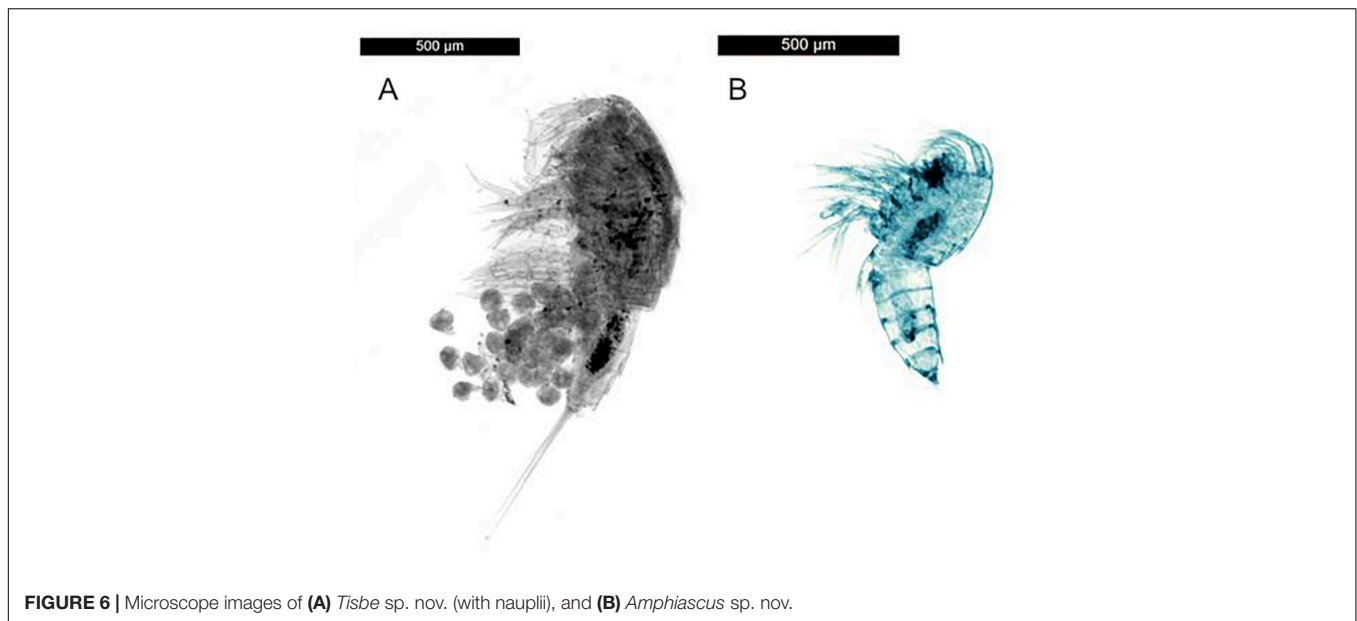 500 µm
500 µm
A
B
FIGURE 6 | Microscope images of (A) Tisbe sp. nov. (with nauplii), and (B) Amphiascus sp. nov.